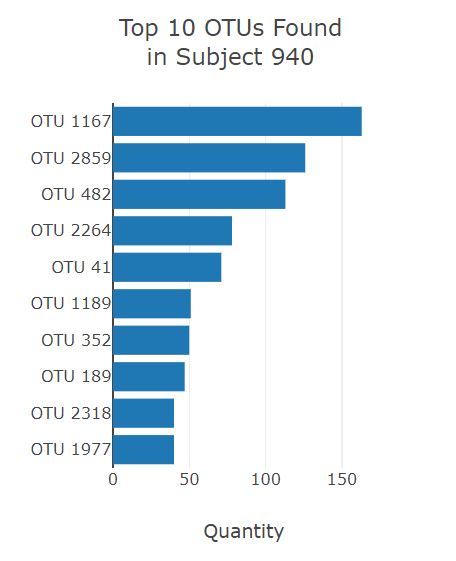 Top 10 OTUs Found
in Subject 940
OTU 1167
OTU 2859
OTU 482
OTU 2264
OTU 41
OTU 1189
OTU 352
OTU 189
OTU 2318
OTU 1977
0 50 100 150
Quantity